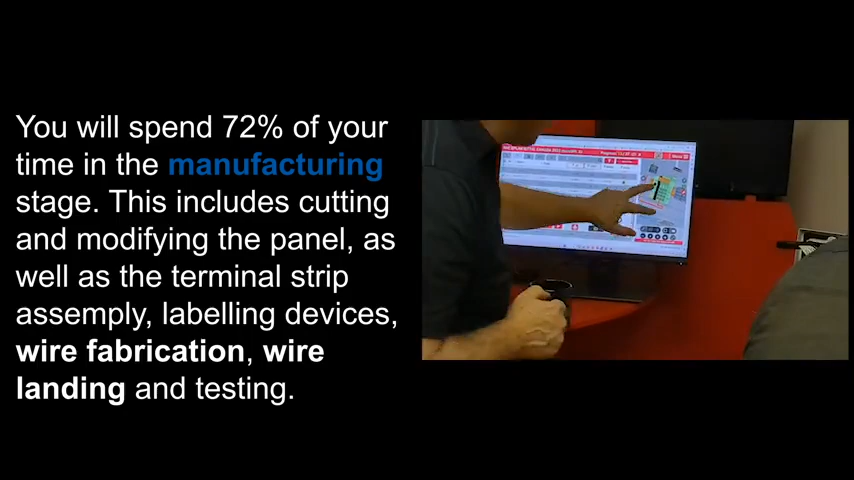 You will spend 72% of your
time in the manufacturing
stage. This includes cutting
and modifying the panel, as
well as the terminal strip
assemply, labelling devices,
wire fabrication, wire
landing and testing.